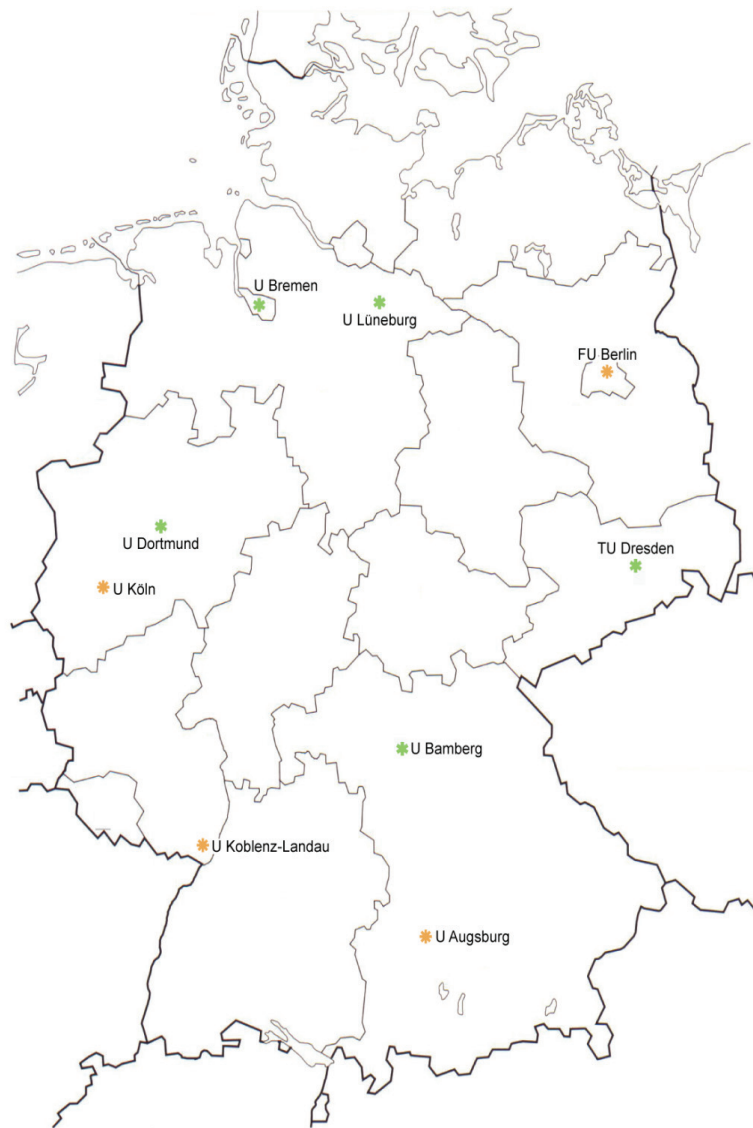 U Bremen
U Lüneburg
FU Berlin
U Dortmund
TU Dresden
U Köln
U Bamberg
U Koblenz-Landau
U Augsburg